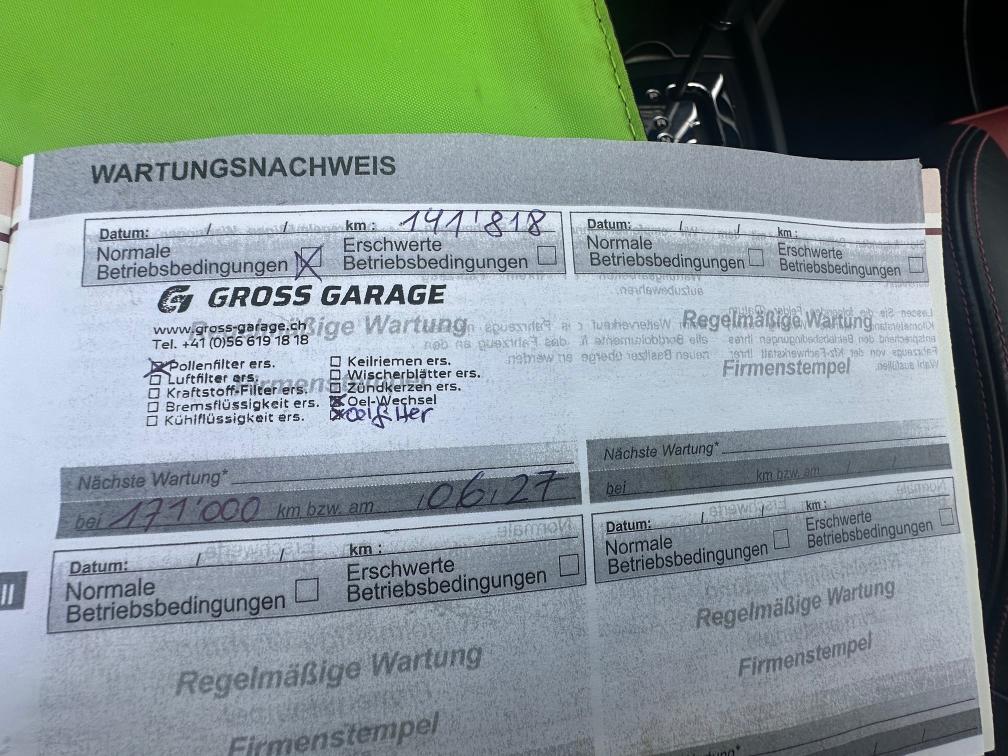 WARTUNGSNACHWEIS
Datum: / / km: 141'818
Normale Betriebsbedingungen ☒ Erschwerte Betriebsbedingungen ☐
Datum: / / km:
Normale Betriebsbedingungen ☐ Erschwerte Betriebsbedingungen ☐
GROSS GARAGE
www.gross-garage.ch
Tel. +41 (0)56 619 18 18
Regelmäßige Wartung
Firmenstempel
☒ Pollenfilter ers.
☐ Luftfilter ers.
☐ Kraftstoff-Filter ers.
☐ Bremsflüssigkeit ers.
☐ Kühlflüssigkeit ers.
☐ Keilriemen ers.
☐ Wischerblätter ers.
☐ Zündkerzen ers.
☒ Oel-Wechsel
☒ Oelfilter
Regelmäßige Wartung
Firmenstempel
Nächste Wartung*
bei 171'000 km bzw. am 06.27
Nächste Wartung*
bei km bzw. am / /
Datum: / / km:
Normale Betriebsbedingungen ☐ Erschwerte Betriebsbedingungen ☐
Datum: / / km:
Normale Betriebsbedingungen ☐ Erschwerte Betriebsbedingungen ☐
Regelmäßige Wartung
Firmenstempel
Regelmäßige Wartung
Firmenstempel